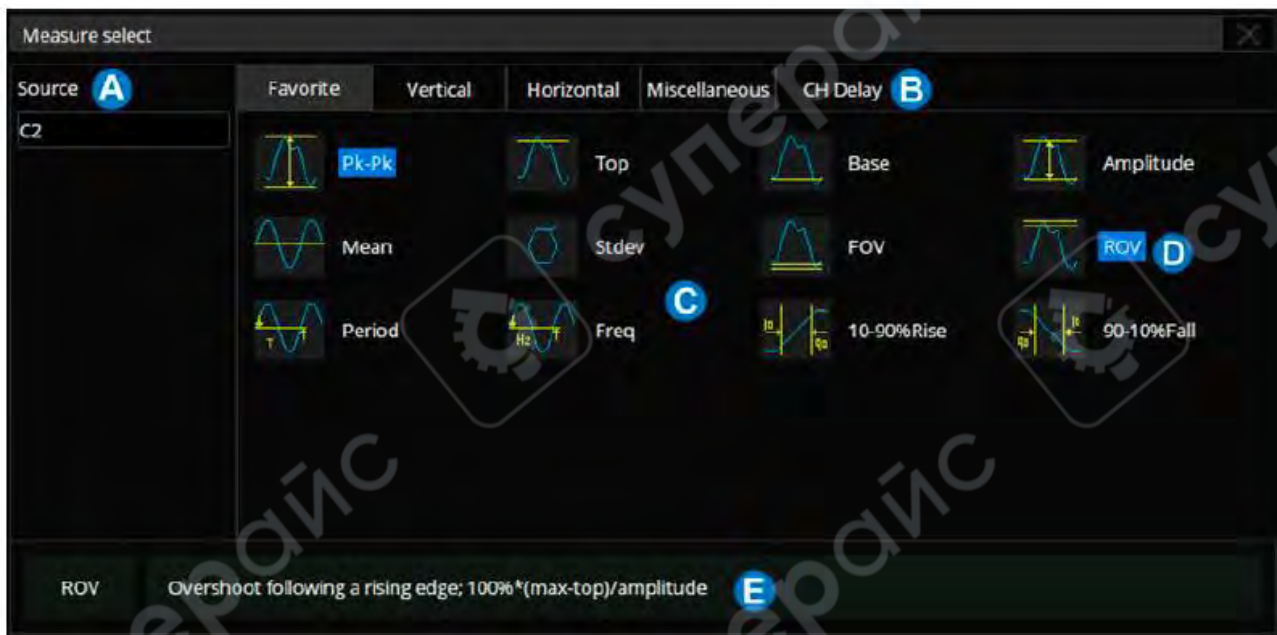 Measure select
Source A
Favorite Vertical Horizontal Miscellaneous CH Delay B
C2
Pk-Pk Top Base Amplitude
Mean Stdev FOV ROV D
C
Period Freq 10-90%Rise 90-10%Fall
ROV Overshoot following a rising edge; 100%*(max-top)/amplitude E
суперайс